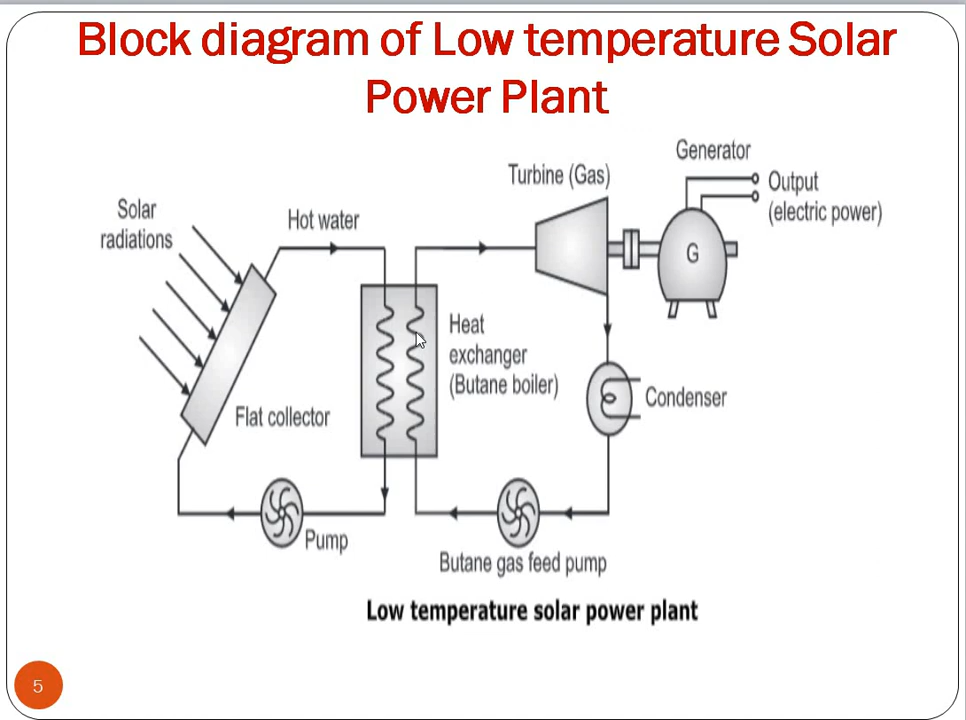 Block diagram of Low temperature Solar
Power Plant
Generator
Turbine (Gas)
Output
(electric power)
Solar
radiations
Hot water
G
Heat
exchanger
(Butane boiler)
Condenser
Flat collector
Pump
Butane gas feed pump
Low temperature solar power plant
5